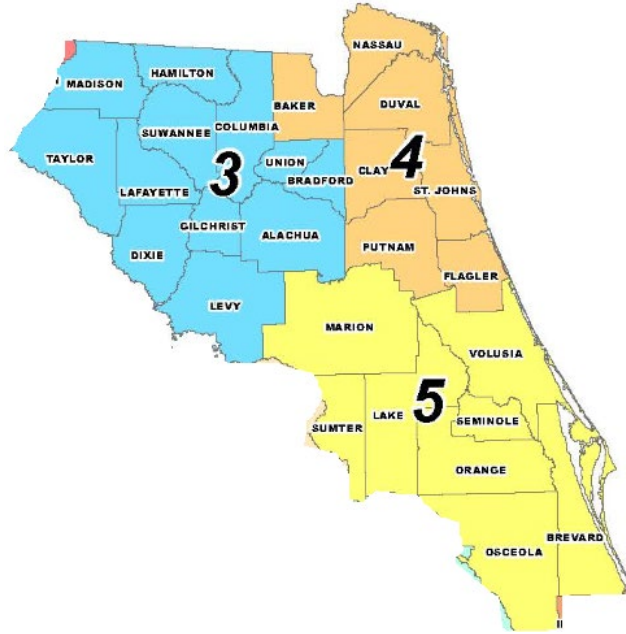 NASSAU
HAMILTON
MADISON
BAKER
DUVAL
COLUMBIA
SUWANNEE
4
TAYLOR
UNION
3
CLAY
BRADFORD
LAFAYETTE
ST. JOHNS
GILCHRIST
ALACHUA
DIXIE
PUTNAM
FLAGLER
LEVY
MARION
VOLUSIA
5
LAKE
SEMINOLE
SUMTER
ORANGE
OSCEOLA
BREVARD